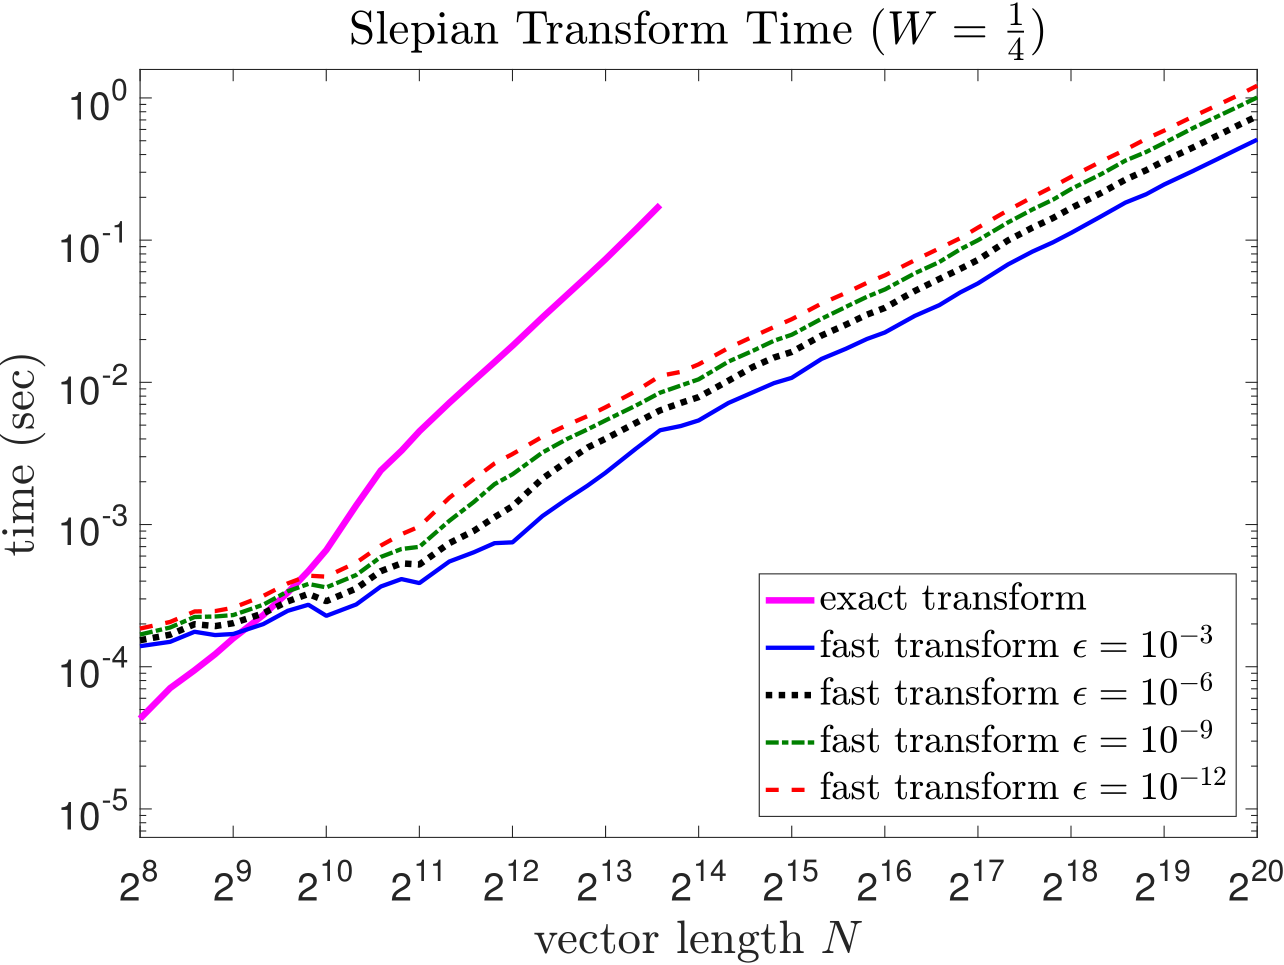 Slepian Transform Time (W = 1/4)
time (sec)
10^0
10^-1
10^-2
10^-3
10^-4
10^-5
exact transform
fast transform ϵ = 10^−3
fast transform ϵ = 10^−6
fast transform ϵ = 10^−9
fast transform ϵ = 10^−12
2^8 2^9 2^10 2^11 2^12 2^13 2^14 2^15 2^16 2^17 2^18 2^19 2^20
vector length N